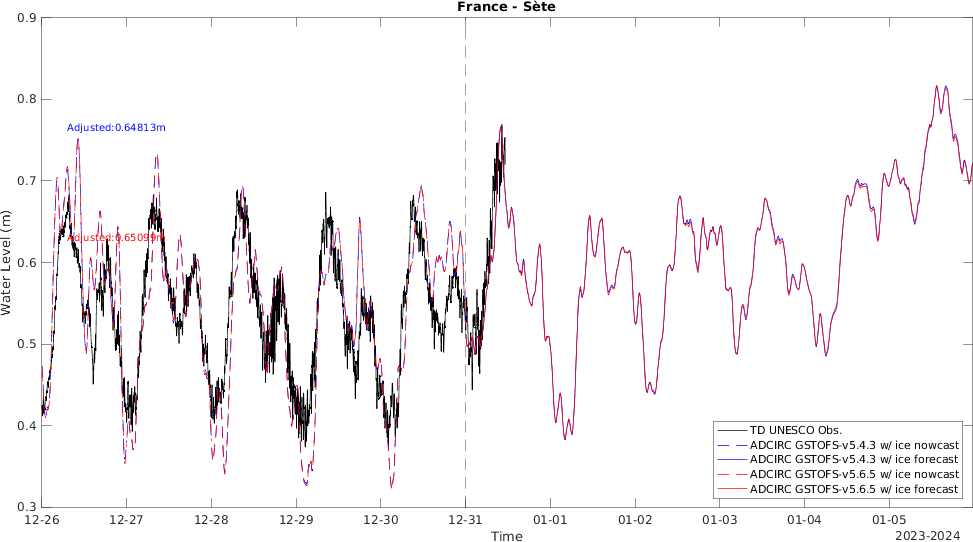 France - Sète
0.9
0.8
0.7
0.6
0.5
0.4
0.3
Water Level (m)
Adjusted:0.64813m
Adjusted:0.65099m
TD UNESCO Obs.
ADCIRC GSTOFS-v5.4.3 w/ ice nowcast
ADCIRC GSTOFS-v5.4.3 w/ ice forecast
ADCIRC GSTOFS-v5.6.5 w/ ice nowcast
ADCIRC GSTOFS-v5.6.5 w/ ice forecast
12-26 12-27 12-28 12-29 12-30 12-31 01-01 01-02 01-03 01-04 01-05
Time
2023-2024